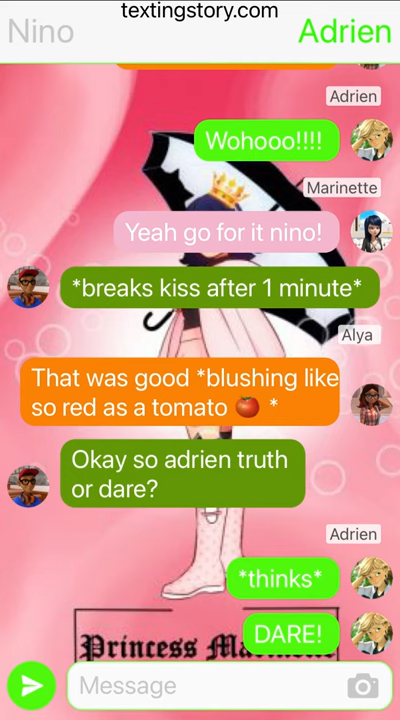 textingstory.com
Nino
Adrien
Adrien
Wohooo!!!!
Marinette
Yeah go for it nino!
*breaks kiss after 1 minute*
Alya
That was good *blushing like
so red as a tomato 🍅 *
Okay so adrien truth
or dare?
Adrien
*thinks*
DARE!
Princess
Message